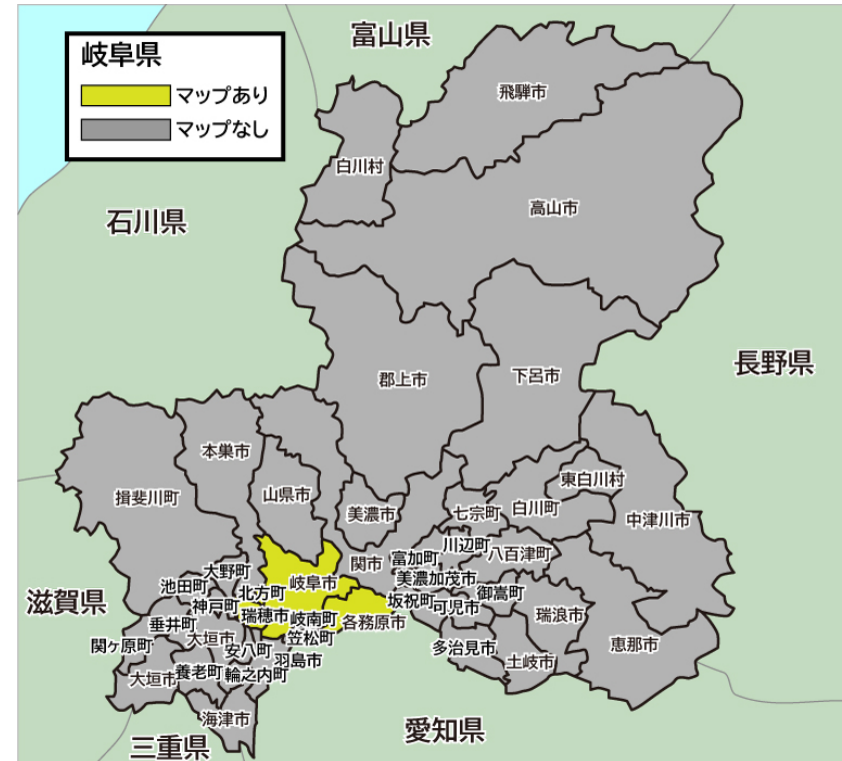 富山県
岐阜県
マップあり
マップなし
飛騨市
白川村
高山市
石川県
長野県
郡上市
下呂市
本巣市
東白川村
揖斐川町
山県市
美濃市
七宗町
白川町
中津川市
川辺町
八百津町
富加町
関市
大野町
岐阜市
美濃加茂市
池田町
北方町
御嵩町
滋賀県
神戸町
坂祝町
可児市
瑞浪市
瑞穂市
岐南町
各務原市
垂井町
大垣市
笠松町
関ヶ原町
安八町
多治見市
恵那市
羽島市
土岐市
大垣市
養老町
輪之内町
海津市
愛知県
三重県